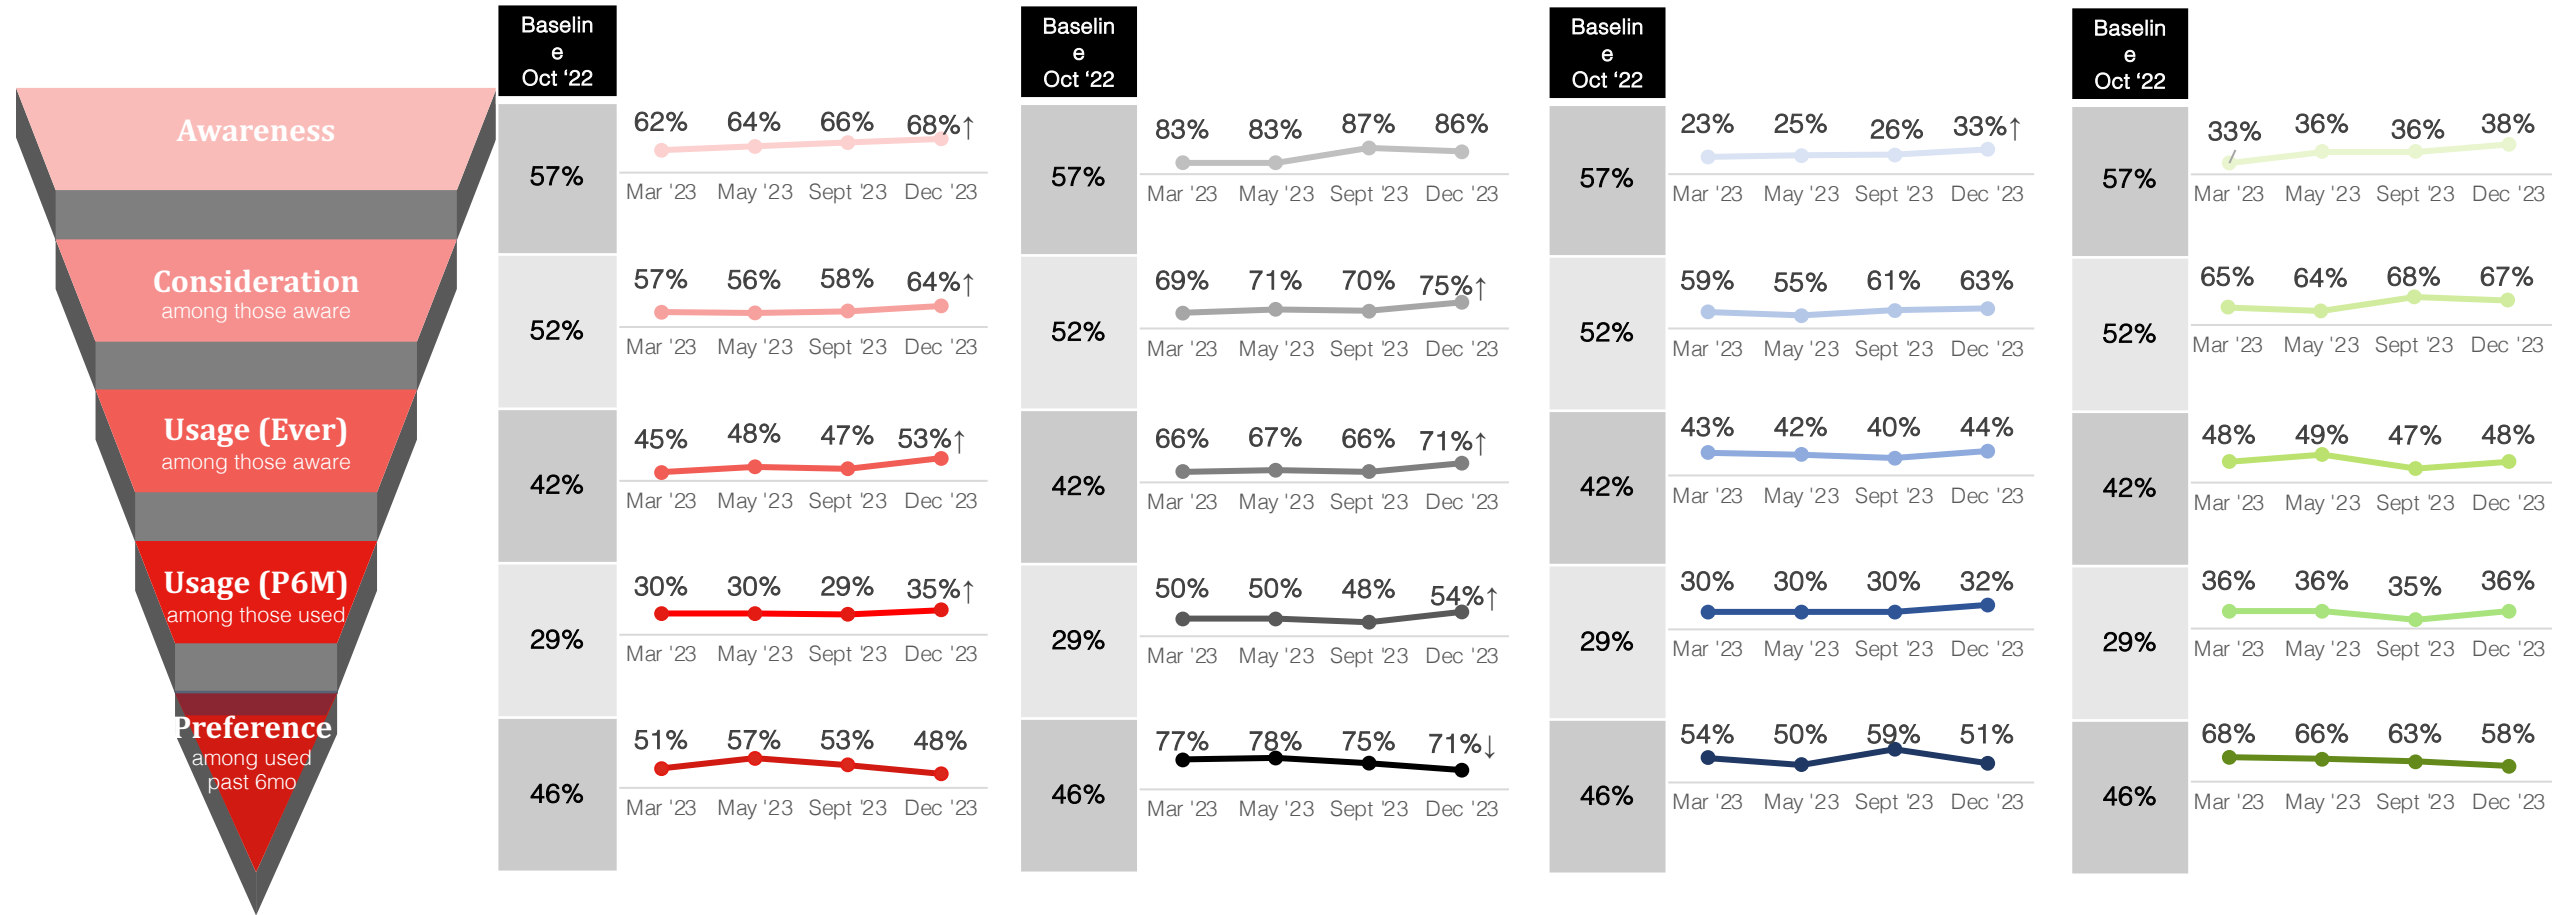 Baselin
e
Oct ‘22
Baselin
e
Oct ‘22
Baselin
e
Oct ‘22
Baselin
e
Oct ‘22
Awareness
57%
62% 64% 66% 68%↑
Mar '23 May '23 Sept '23 Dec '23
57%
83% 83% 87% 86%
Mar '23 May '23 Sept '23 Dec '23
57%
23% 25% 26% 33%↑
Mar '23 May '23 Sept '23 Dec '23
57%
33% 36% 36% 38%
Mar '23 May '23 Sept '23 Dec '23
Consideration
among those aware
52%
57% 56% 58% 64%↑
Mar '23 May '23 Sept '23 Dec '23
52%
69% 71% 70% 75%↑
Mar '23 May '23 Sept '23 Dec '23
52%
59% 55% 61% 63%
Mar '23 May '23 Sept '23 Dec '23
52%
65% 64% 68% 67%
Mar '23 May '23 Sept '23 Dec '23
Usage (Ever)
among those aware
42%
45% 48% 47% 53%↑
Mar '23 May '23 Sept '23 Dec '23
42%
66% 67% 66% 71%↑
Mar '23 May '23 Sept '23 Dec '23
42%
43% 42% 40% 44%
Mar '23 May '23 Sept '23 Dec '23
42%
48% 49% 47% 48%
Mar '23 May '23 Sept '23 Dec '23
Usage (P6M)
among those used
29%
30% 30% 29% 35%↑
Mar '23 May '23 Sept '23 Dec '23
29%
50% 50% 48% 54%↑
Mar '23 May '23 Sept '23 Dec '23
29%
30% 30% 30% 32%
Mar '23 May '23 Sept '23 Dec '23
29%
36% 36% 35% 36%
Mar '23 May '23 Sept '23 Dec '23
Preference
among used
past 6mo
46%
51% 57% 53% 48%
Mar '23 May '23 Sept '23 Dec '23
46%
77% 78% 75% 71%↓
Mar '23 May '23 Sept '23 Dec '23
46%
54% 50% 59% 51%
Mar '23 May '23 Sept '23 Dec '23
46%
68% 66% 63% 58%
Mar '23 May '23 Sept '23 Dec '23